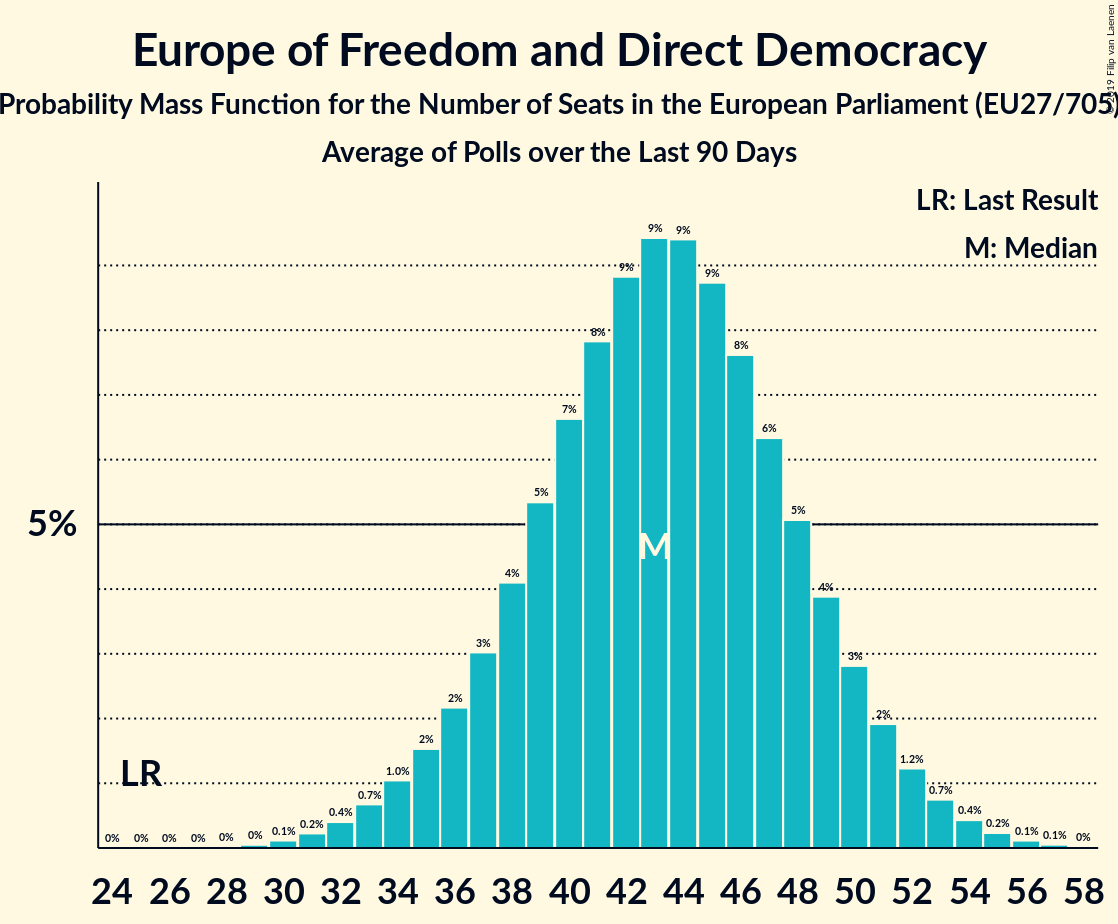 Europe of Freedom and Direct Democracy
Probability Mass Function for the Number of Seats in the European Parliament (EU27/705)
Average of Polls over the Last 90 Days
© 2019 Filip van Laenen
LR: Last Result
M: Median
5%
0% 0% 0% 0% 0% 0% 0.1% 0.2% 0.4% 0.7% 1.0% 2% 2% 3% 4% 5% 7% 8% 9% 9% 9% 9% 8% 6% 5% 4% 3% 2% 1.2% 0.7% 0.4% 0.2% 0.1% 0.1% 0%
M
LR
24 26 28 30 32 34 36 38 40 42 44 46 48 50 52 54 56 58